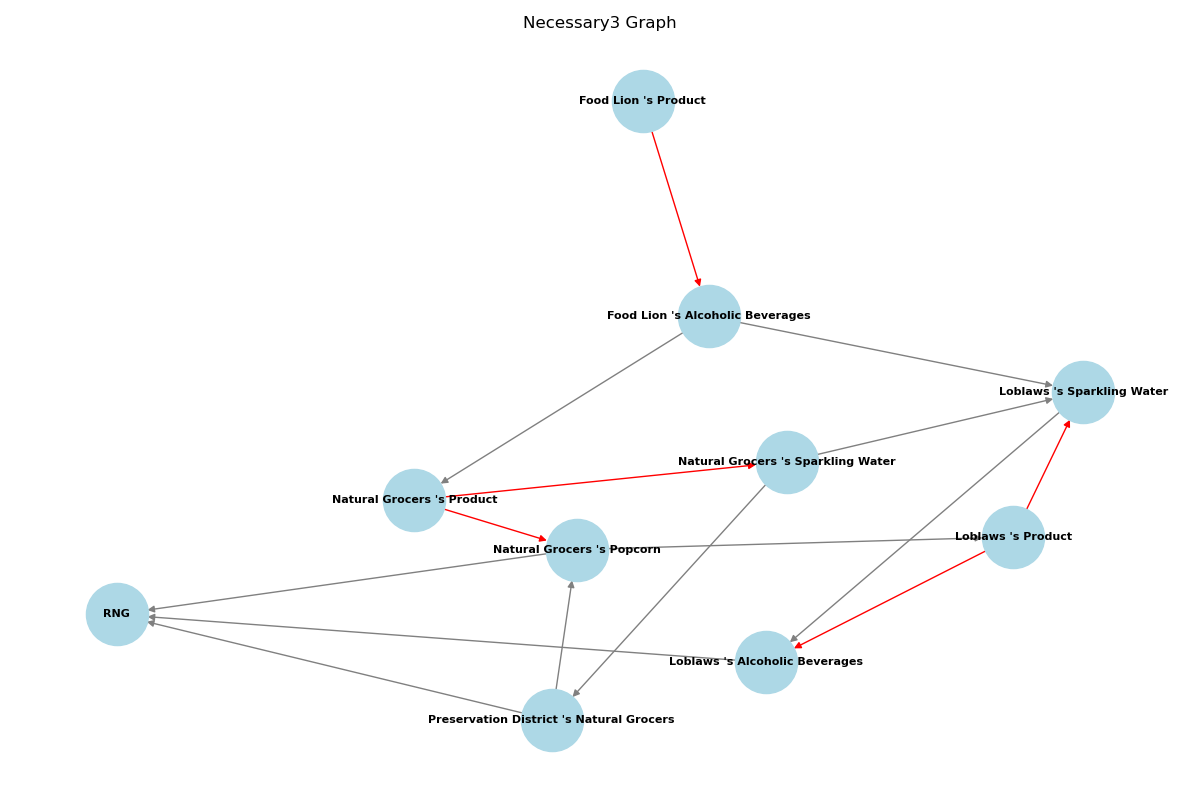 Necessary3 Graph
Food Lion 's Product
Food Lion 's Alcoholic Beverages
Loblaws 's Sparkling Water
Natural Grocers 's Sparkling Water
Natural Grocers 's Product
Loblaws 's Product
Natural Grocers 's Popcorn
RNG
Loblaws 's Alcoholic Beverages
Preservation District 's Natural Grocers